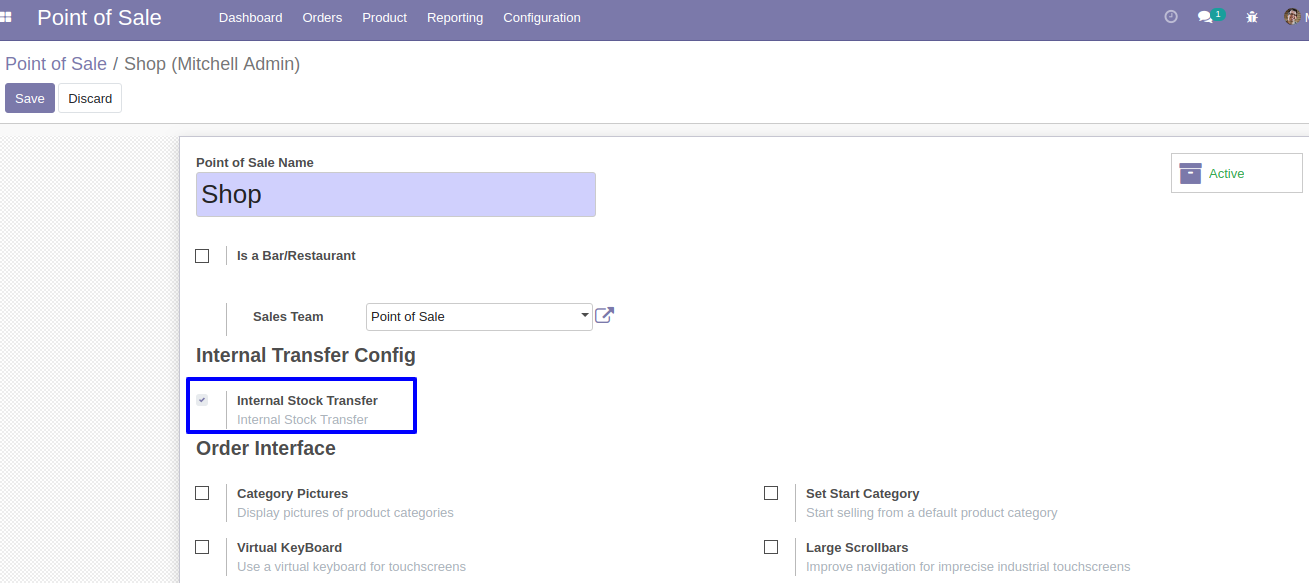 Point of Sale Dashboard Orders Product Reporting Configuration 1 M
Point of Sale / Shop (Mitchell Admin)
Save Discard
Point of Sale Name
Shop
Active
Is a Bar/Restaurant
Sales Team Point of Sale
Internal Transfer Config
Internal Stock Transfer
Internal Stock Transfer
Order Interface
Category Pictures Set Start Category
Display pictures of product categories Start selling from a default product category
Virtual KeyBoard Large Scrollbars
Use a virtual keyboard for touchscreens Improve navigation for imprecise industrial touchscreens